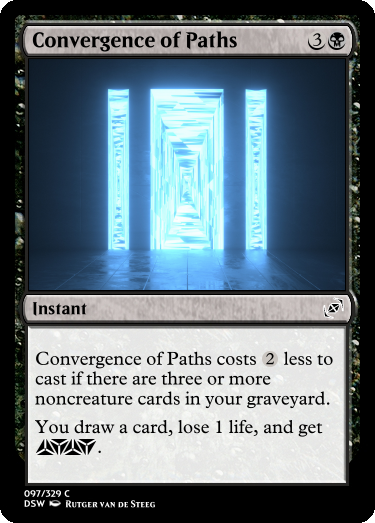 Convergence of Paths 3
Instant
Convergence of Paths costs 2 less to
cast if there are three or more
noncreature cards in your graveyard.
You draw a card, lose 1 life, and get
.
097/329 C
DSW Rutger van de Steeg